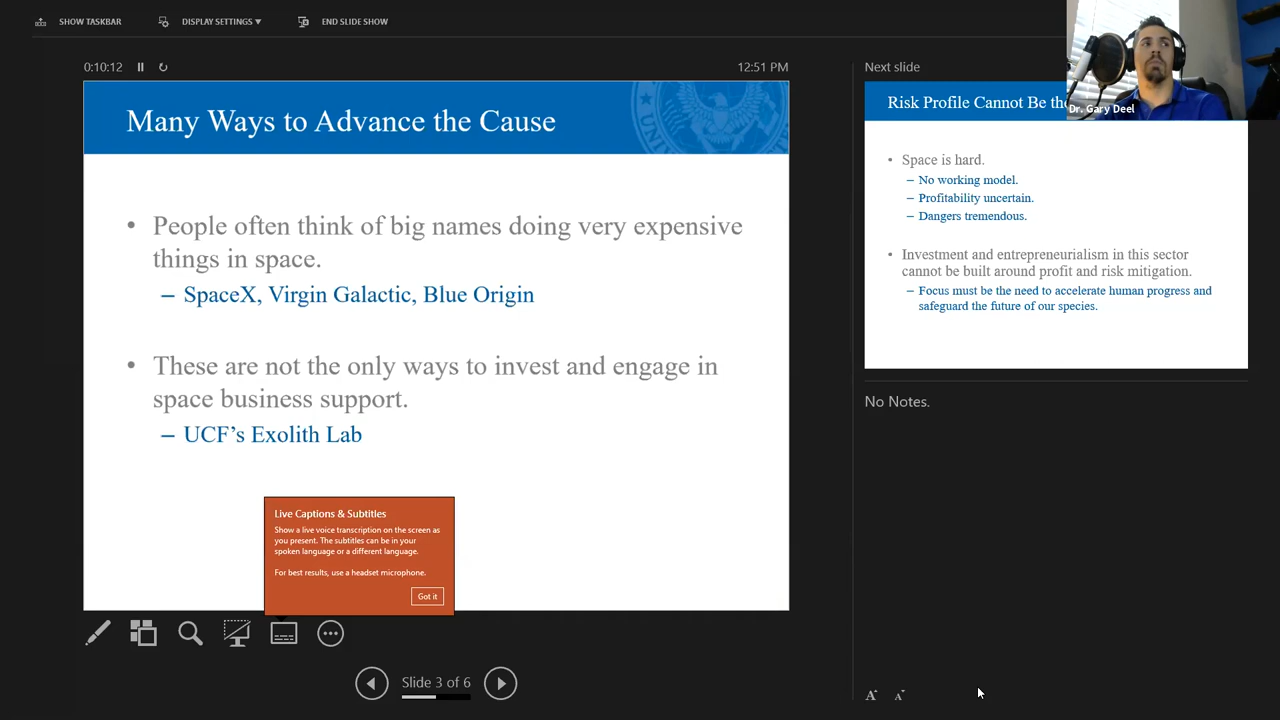 SHOW TASKBAR
DISPLAY SETTINGS ▼
END SLIDE SHOW
0:10:12
12:51 PM
Many Ways to Advance the Cause
• People often think of big names doing very expensive
things in space.
– SpaceX, Virgin Galactic, Blue Origin
• These are not the only ways to invest and engage in
space business support.
– UCF’s Exolith Lab
Live Captions & Subtitles
Show a live voice transcription on the screen as
you present. The subtitles can be in your
spoken language or a different language.
For best results, use a headset microphone.
Got it
Slide 3 of 6
Next slide
Dr. Gary Deel
Risk Profile Cannot Be
• Space is hard.
– No working model.
– Profitability uncertain.
– Dangers tremendous.
• Investment and entrepreneurialism in this sector
cannot be built around profit and risk mitigation.
– Focus must be the need to accelerate human progress and
safeguard the future of our species.
No Notes.
A A